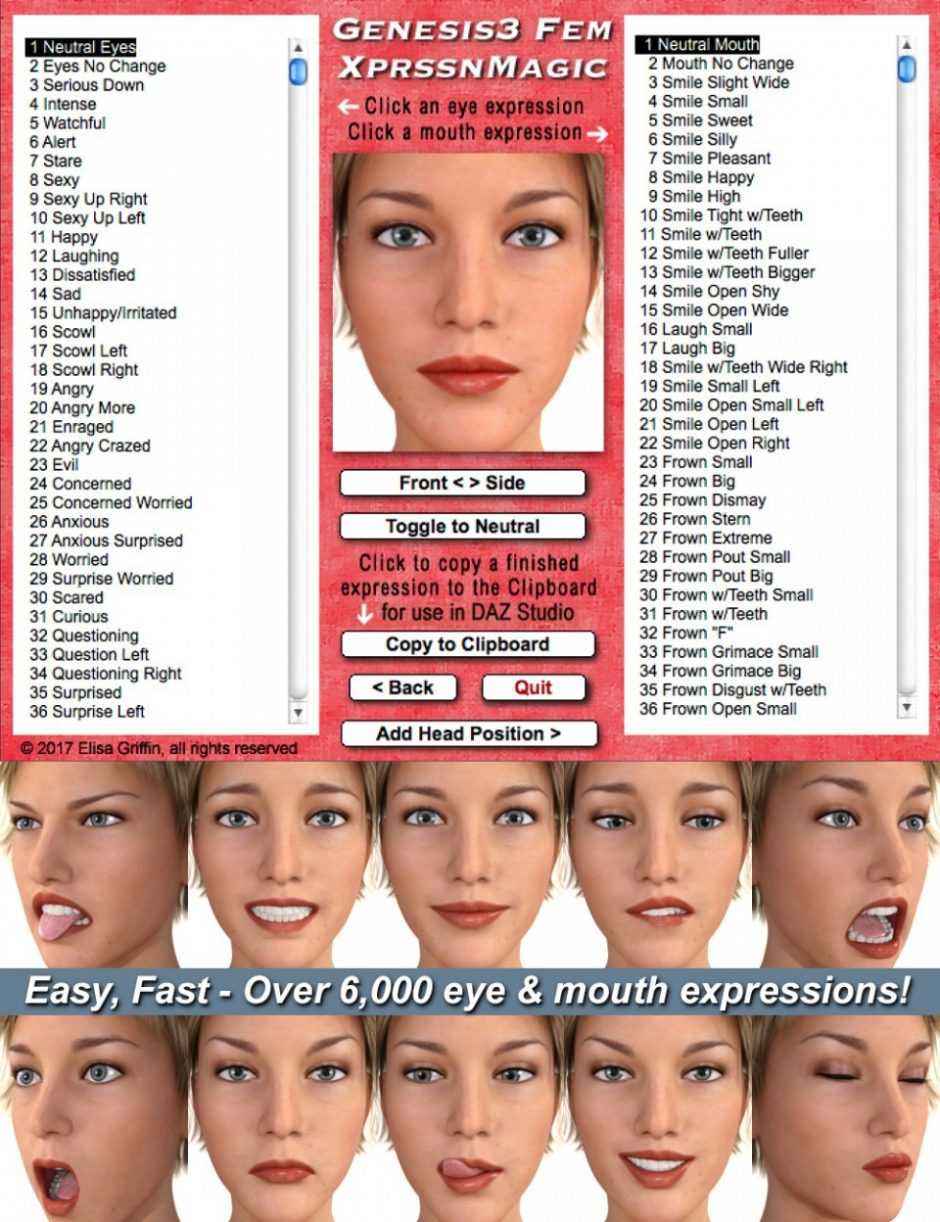 GENESIS3 FEM
XPRSSNMAGIC
← Click an eye expression
Click a mouth expression →
1 Neutral Eyes
2 Eyes No Change
3 Serious Down
4 Intense
5 Watchful
6 Alert
7 Stare
8 Sexy
9 Sexy Up Right
10 Sexy Up Left
11 Happy
12 Laughing
13 Dissatisfied
14 Sad
15 Unhappy/Irritated
16 Scowl
17 Scowl Left
18 Scowl Right
19 Angry
20 Angry More
21 Enraged
22 Angry Crazed
23 Evil
24 Concerned
25 Concerned Worried
26 Anxious
27 Anxious Surprised
28 Worried
29 Surprise Worried
30 Scared
31 Curious
32 Questioning
33 Question Left
34 Questioning Right
35 Surprised
36 Surprise Left
1 Neutral Mouth
2 Mouth No Change
3 Smile Slight Wide
4 Smile Small
5 Smile Sweet
6 Smile Silly
7 Smile Pleasant
8 Smile Happy
9 Smile High
10 Smile Tight w/Teeth
11 Smile w/Teeth
12 Smile w/Teeth Fuller
13 Smile w/Teeth Bigger
14 Smile Open Shy
15 Smile Open Wide
16 Laugh Small
17 Laugh Big
18 Smile w/Teeth Wide Right
19 Smile Small Left
20 Smile Open Small Left
21 Smile Open Left
22 Smile Open Right
23 Frown Small
24 Frown Big
25 Frown Dismay
26 Frown Stern
27 Frown Extreme
28 Frown Pout Small
29 Frown Pout Big
30 Frown w/Teeth Small
31 Frown w/Teeth
32 Frown "F"
33 Frown Grimace Small
34 Frown Grimace Big
35 Frown Disgust w/Teeth
36 Frown Open Small
Front < > Side
Toggle to Neutral
Click to copy a finished
expression to the Clipboard
↓ for use in DAZ Studio
Copy to Clipboard
< Back
Quit
Add Head Position >
© 2017 Elisa Griffin, all rights reserved
Easy, Fast - Over 6,000 eye & mouth expressions!